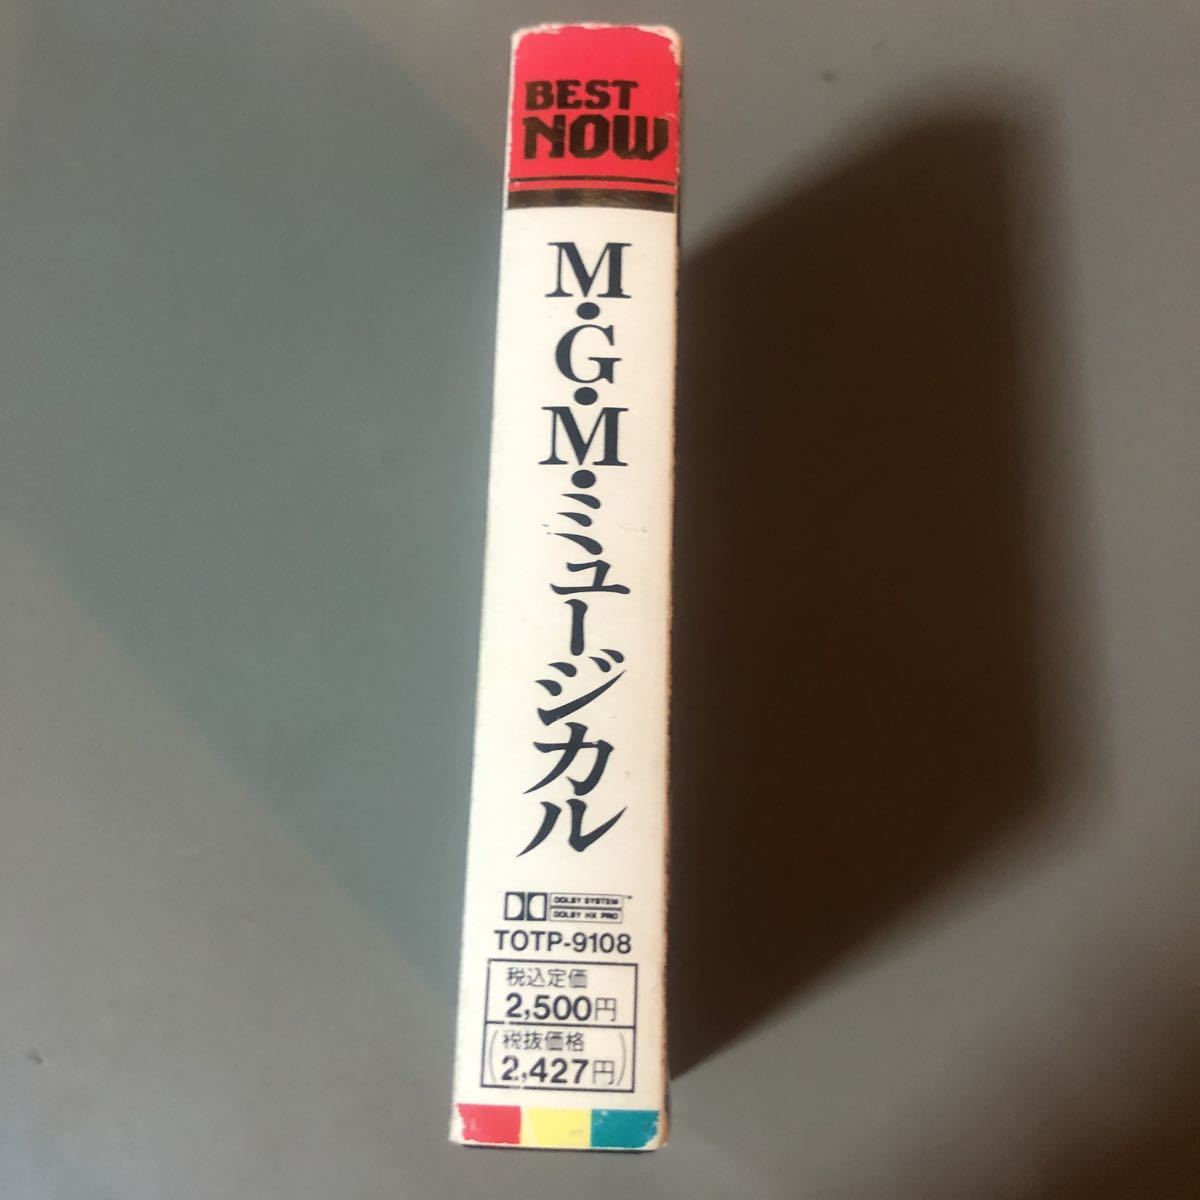 BEST
NOW
M・G・M・ミュージカル
DOLBY SYSTEM™
DOLBY HX PRO
TOTP-9108
税込定価
2,500円
(税抜価格
2,427円)